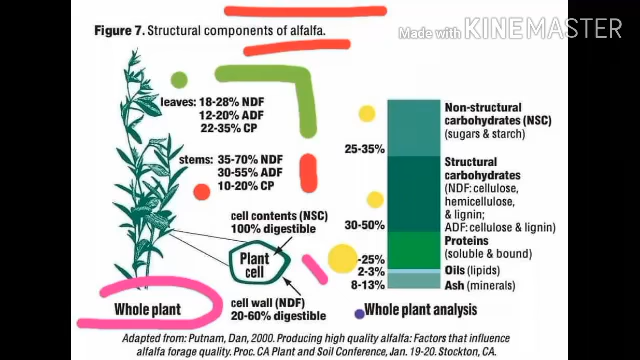 Made with KINEMASTER
Figure 7. Structural components of alfalfa.
leaves: 18-28% NDF
12-20% ADF
22-35% CP
stems: 35-70% NDF
30-55% ADF
10-20% CP
cell contents (NSC)
100% digestible
Plant
cell
cell wall (NDF)
20-60% digestible
Whole plant
25-35%
30-50%
-25%
2-3%
8-13%
Non-structural
carbohydrates (NSC)
(sugars & starch)
Structural
carbohydrates
(NDF: cellulose,
hemicellulose,
& lignin;
ADF: cellulose & lignin)
Proteins
(soluble & bound)
Oils (lipids)
Ash (minerals)
Whole plant analysis
Adapted from: Putnam, Dan, 2000. Producing high quality alfalfa: Factors that influence
alfalfa forage quality. Proc. CA Plant and Soil Conference, Jan. 19-20. Stockton, CA.